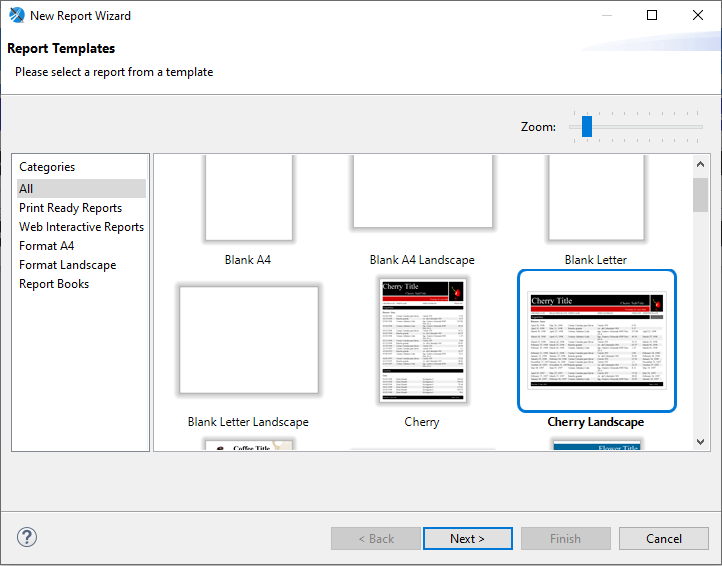 New Report Wizard
Report Templates
Please select a report from a template
Zoom:
Categories
All
Print Ready Reports
Web Interactive Reports
Format A4
Format Landscape
Report Books
Blank A4
Blank A4 Landscape
Blank Letter
Cherry Title
Cherry Title
Blank Letter Landscape
Cherry
Cherry Landscape
Coffee Title
Flower Title
< Back
Next >
Finish
Cancel